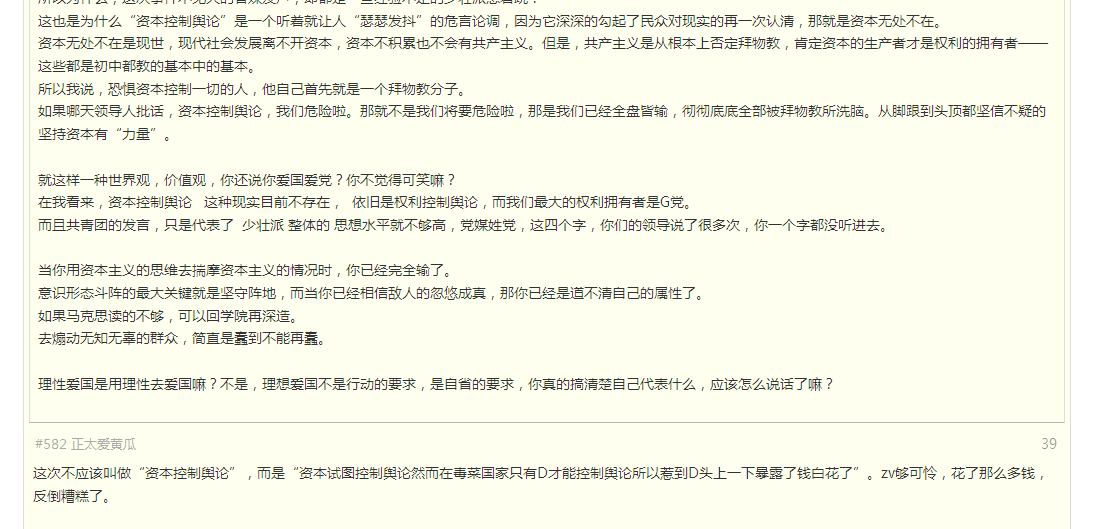 这也是为什么“资本控制舆论”是一个听着就让人“瑟瑟发抖”的危言论调，因为它深深的勾起了民众对现实的再一次认清，那就是资本无处不在。
资本无处不在是现世，现代社会发展离不开资本，资本不积累也不会有共产主义。但是，共产主义是从根本上否定拜物教，肯定资本的生产者才是权利的拥有者——
这些都是初中都教的基本中的基本。
所以我说，恐惧资本控制一切的人，他自己首先就是一个拜物教分子。
如果哪天领导人批话，资本控制舆论，我们危险啦。那就不是我们将要危险啦，那是我们已经全盘皆输，彻彻底底全部被拜物教所洗脑。从脚跟到头顶都坚信不疑的
坚持资本有“力量”。
就这样一种世界观，价值观，你还说你爱国爱党？你不觉得可笑嘛？
在我看来，资本控制舆论 这种现实目前不存在， 依旧是权利控制舆论，而我们最大的权利拥有者是G党。
而且共青团的发言，只是代表了 少壮派 整体的 思想水平就不够高，党媒姓党，这四个字，你们的领导说了很多次，你一个字都没听进去。
当你用资本主义的思维去揣摩资本主义的情况时，你已经完全输了。
意识形态斗阵的最大关键就是坚守阵地，而当你已经相信敌人的忽悠成真，那你已经是道不清自己的属性了。
如果马克思读的不够，可以回学院再深造。
去煽动无知无辜的群众，简直是蠢到不能再蠢。
理性爱国是用理性去爱国嘛？不是，理想爱国不是行动的要求，是自省的要求，你真的搞清楚自己代表什么，应该怎么说话了嘛？
#582 正太爱黄瓜 39
这次不应该叫做“资本控制舆论”，而是“资本试图控制舆论然而在毒菜国家只有D才能控制舆论所以惹到D头上一下暴露了钱白花了”。zv够可怜，花了那么多钱，
反倒糟糕了。